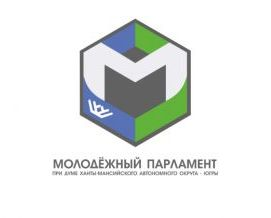 МОЛОДЁЖНЫЙ ПАРЛАМЕНТ
ПРИ ДУМЕ ХАНТЫ-МАНСИЙСКОГО АВТОНОМНОГО ОКРУГА - ЮГРЫ